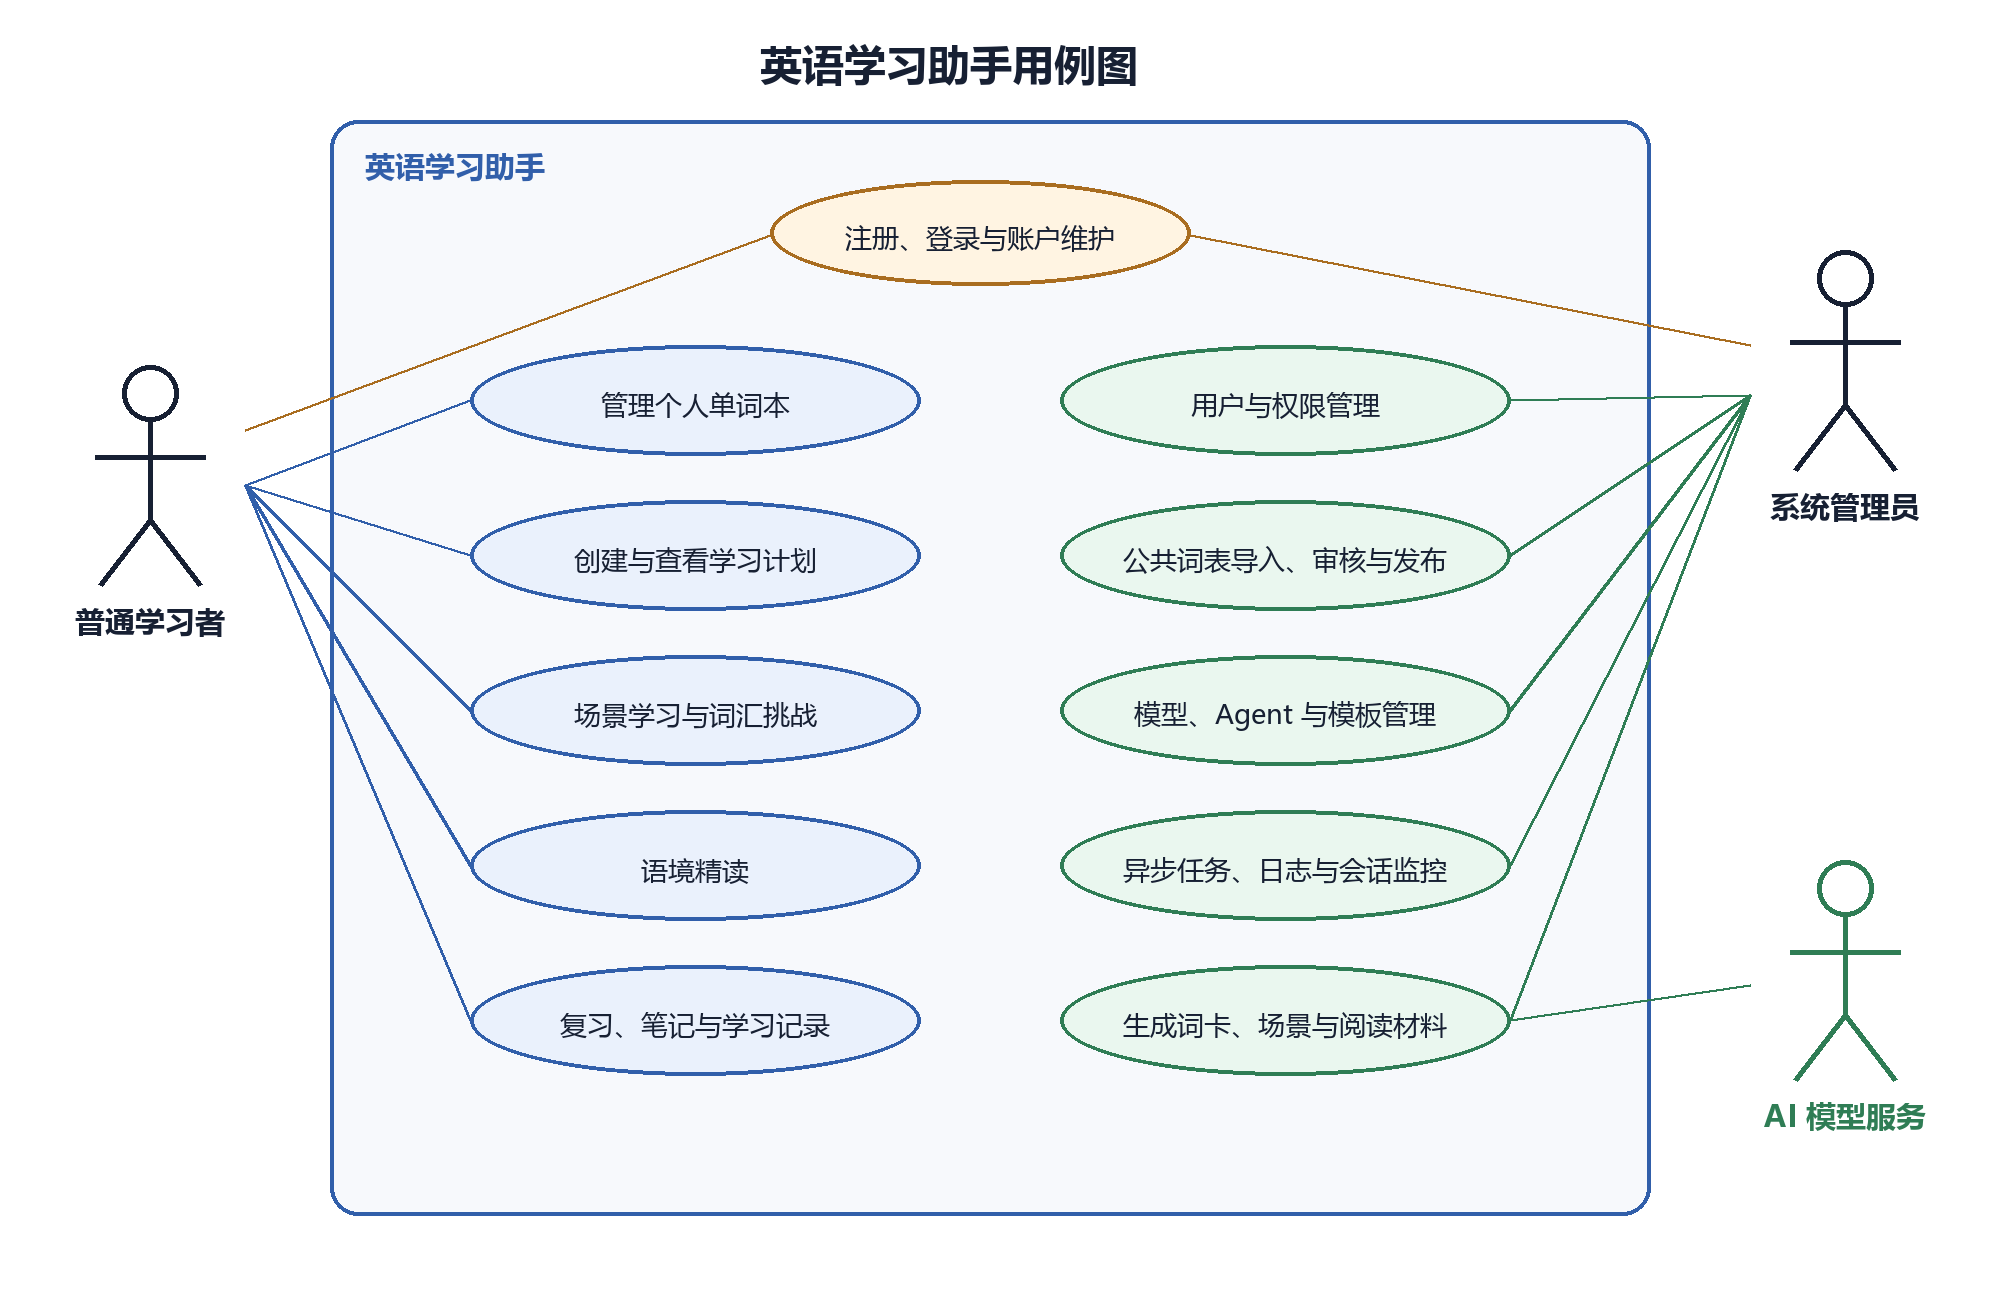 英语学习助手用例图
英语学习助手
注册、登录与账户维护
管理个人单词本
用户与权限管理
创建与查看学习计划
公共词表导入、审核与发布
系统管理员
普通学习者
场景学习与词汇挑战
模型、Agent 与模板管理
语境精读
异步任务、日志与会话监控
复习、笔记与学习记录
生成词卡、场景与阅读材料
AI 模型服务